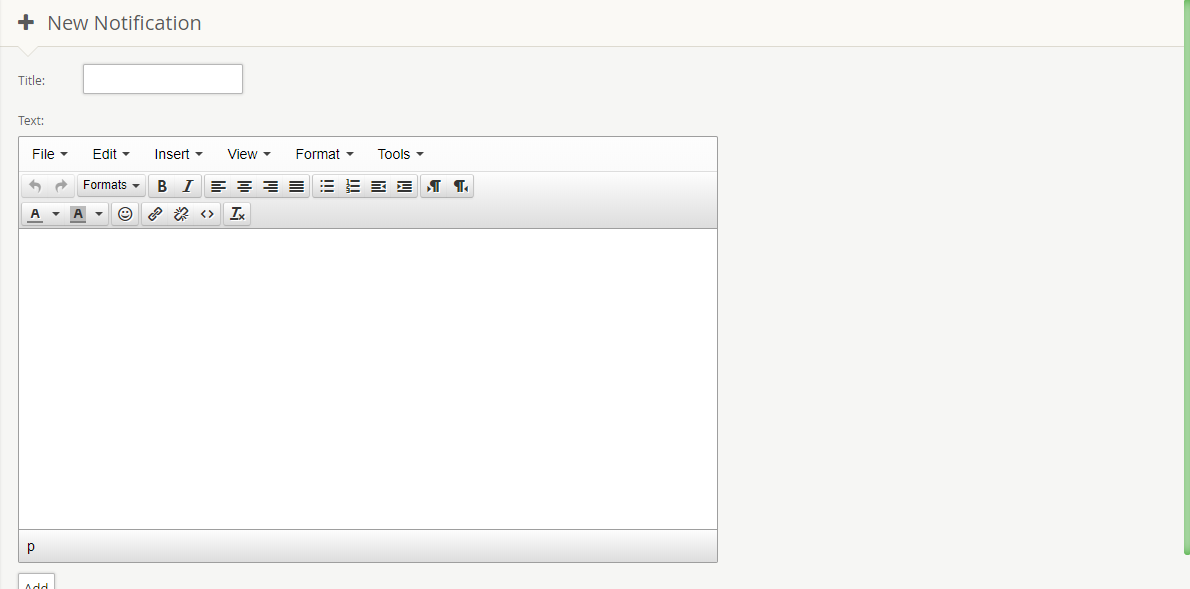 New Notification
Title:
Text:
File Edit Insert View Format Tools
Formats B I
A A
p
Add